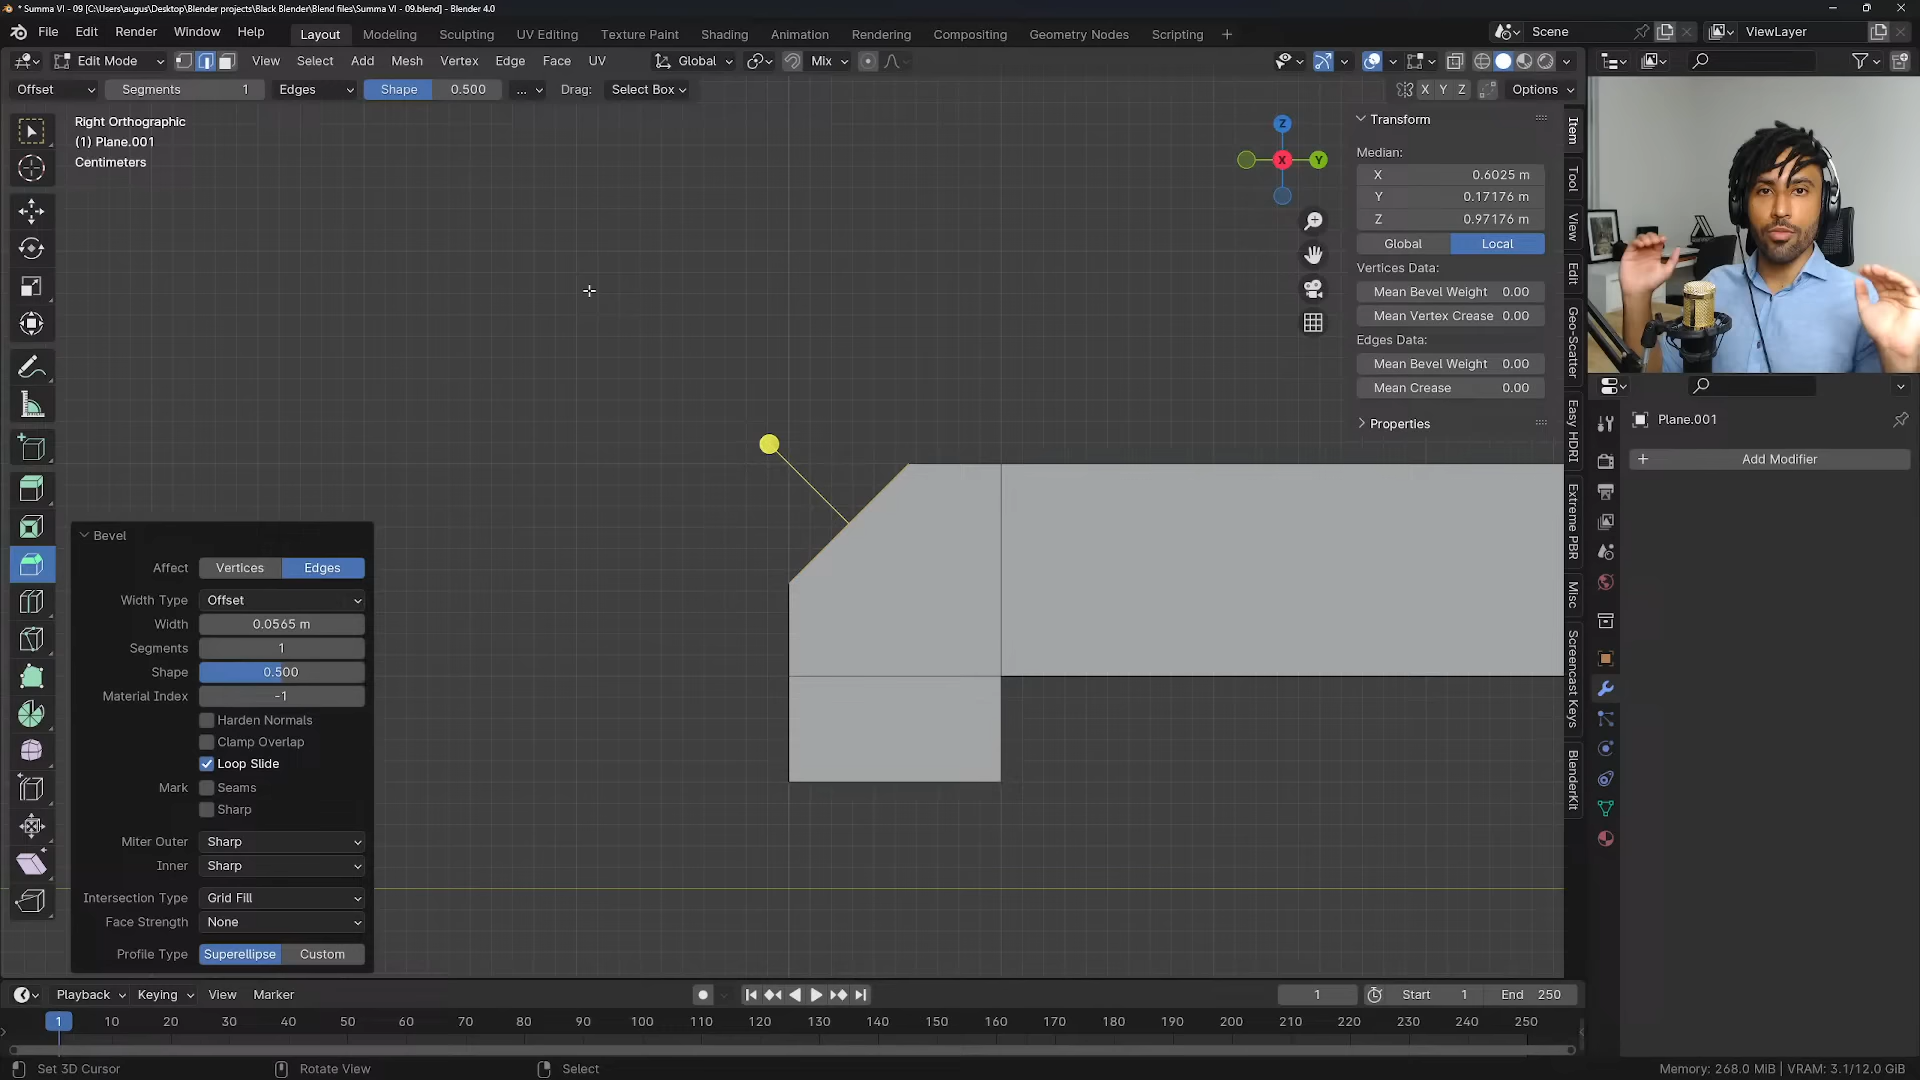 * Summa VI - 09 [C:\Users\augus\Desktop\Blender projects\Black Blender\Blend files\Summa VI - 09.blend] - Blender 4.0
File Edit Render Window Help Layout Modeling Sculpting UV Editing Texture Paint Shading Animation Rendering Compositing Geometry Nodes Scripting + Scene ViewLayer
Edit Mode View Select Add Mesh Vertex Edge Face UV Global Mix
Offset Segments 1 Edges Shape 0.500 ... Drag: Select Box X Y Z Options
Right Orthographic
(1) Plane.001
Centimeters
Z
Y
X
Transform
Median:
X 0.6025 m
Y 0.17176 m
Z 0.97176 m
Global Local
Vertices Data:
Mean Bevel Weight 0.00
Mean Vertex Crease 0.00
Edges Data:
Mean Bevel Weight 0.00
Mean Crease 0.00
Properties
Item
Tool
View
Edit
Geo-Scatter
Easy HDRI
Extreme PBR
Misc
Screencast Keys
BlenderKit
Plane.001
+ Add Modifier
Bevel
Affect Vertices Edges
Width Type Offset
Width 0.0565 m
Segments 1
Shape 0.500
Material Index -1
Harden Normals
Clamp Overlap
Loop Slide
Mark Seams
Sharp
Miter Outer Sharp
Inner Sharp
Intersection Type Grid Fill
Face Strength None
Profile Type Superellipse Custom
Playback Keying View Marker 1 Start 1 End 250
1 10 20 30 40 50 60 70 80 90 100 110 120 130 140 150 160 170 180 190 200 210 220 230 240 250
Set 3D Cursor Rotate View Select Memory: 268.0 MiB | VRAM: 3.1/12.0 GiB